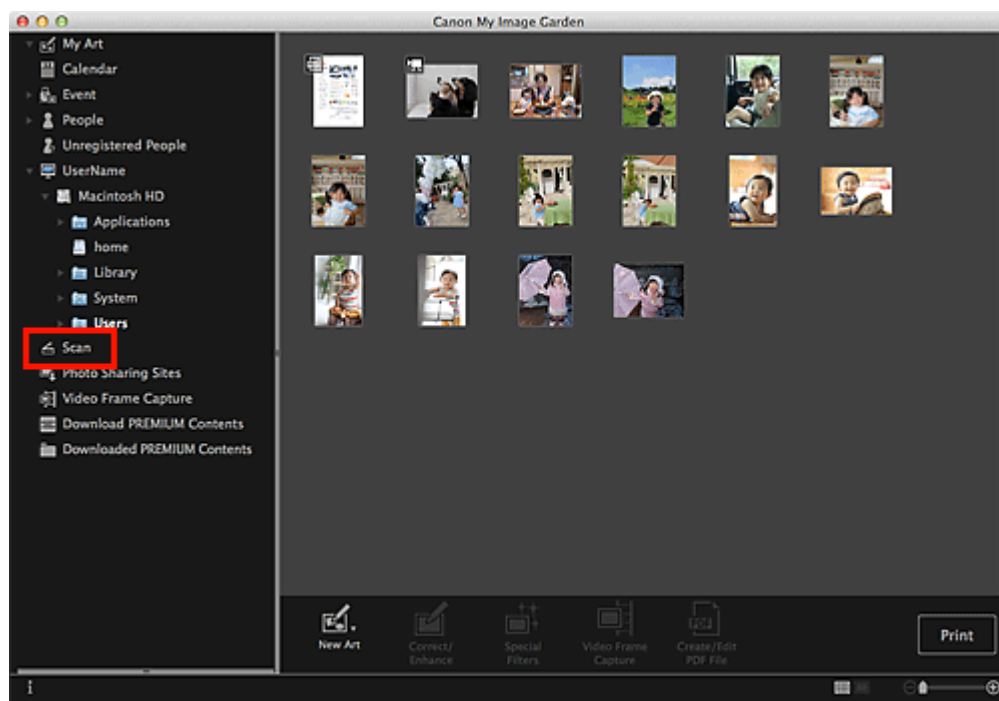 Canon My Image Garden
My Art
Calendar
Event
People
Unregistered People
UserName
Macintosh HD
Applications
home
Library
System
Users
Scan
Photo Sharing Sites
Video Frame Capture
Download PREMIUM Contents
Downloaded PREMIUM Contents
New Art
Correct/
Enhance
Special
Filters
Video Frame
Capture
PDF
Create/Edit
PDF File
Print